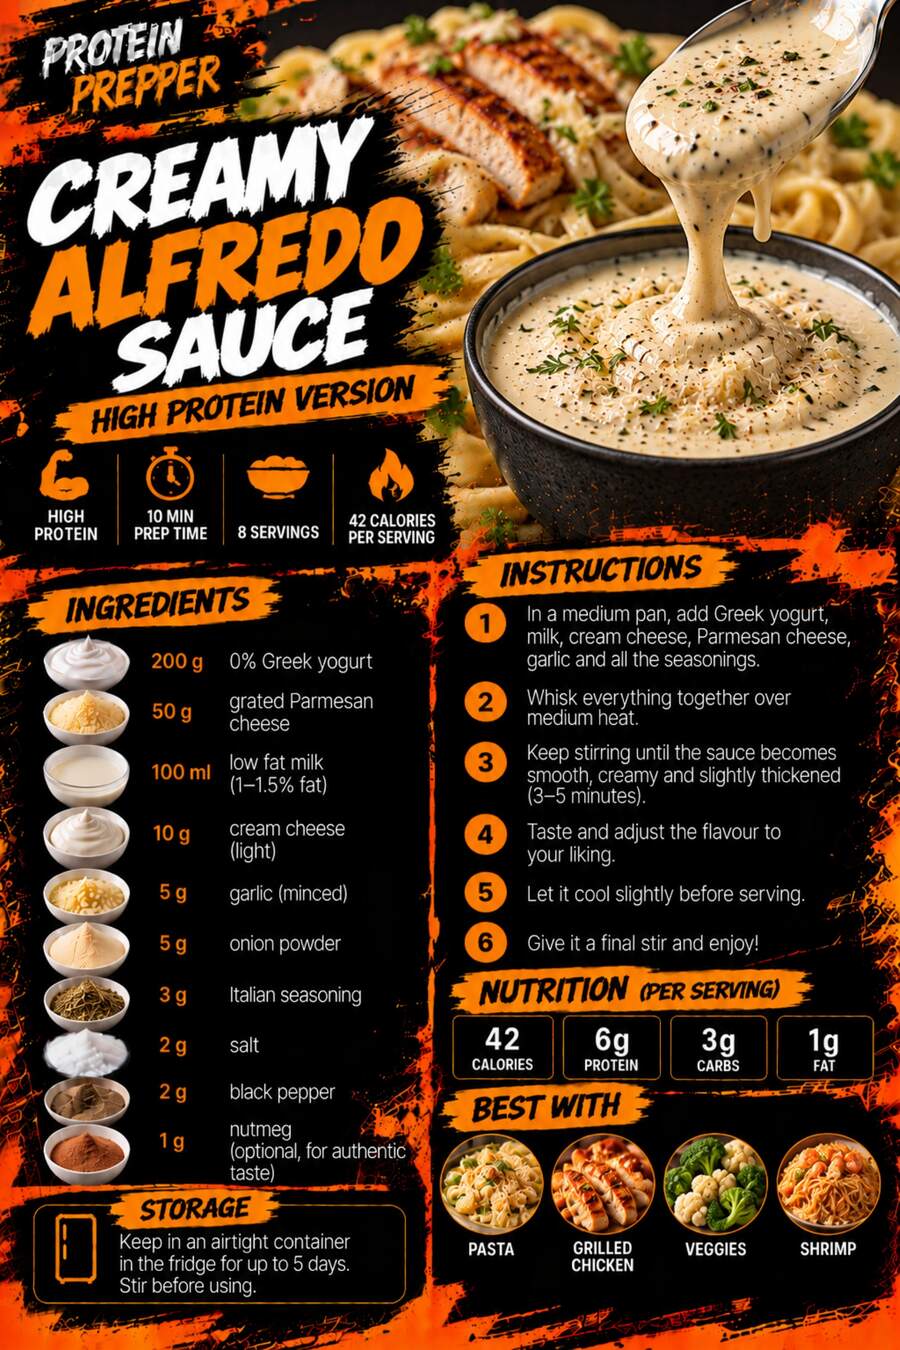 PROTEIN
PREPPER
CREAMY
ALFREDO
SAUCE
HIGH PROTEIN VERSION
HIGH
PROTEIN
10 MIN
PREP TIME
8 SERVINGS
42 CALORIES
PER SERVING
INGREDIENTS
200 g 0% Greek yogurt
50 g grated Parmesan
cheese
100 ml low fat milk
(1–1.5% fat)
10 g cream cheese
(light)
5 g garlic (minced)
5 g onion powder
3 g Italian seasoning
2 g salt
2 g black pepper
1 g nutmeg
(optional, for authentic
taste)
STORAGE
Keep in an airtight container
in the fridge for up to 5 days.
Stir before using.
INSTRUCTIONS
1 In a medium pan, add Greek yogurt,
milk, cream cheese, Parmesan cheese,
garlic and all the seasonings.
2 Whisk everything together over
medium heat.
3 Keep stirring until the sauce becomes
smooth, creamy and slightly thickened
(3–5 minutes).
4 Taste and adjust the flavour to
your liking.
5 Let it cool slightly before serving.
6 Give it a final stir and enjoy!
NUTRITION (PER SERVING)
42
CALORIES
6g
PROTEIN
3g
CARBS
1g
FAT
BEST WITH
PASTA
GRILLED
CHICKEN
VEGGIES
SHRIMP